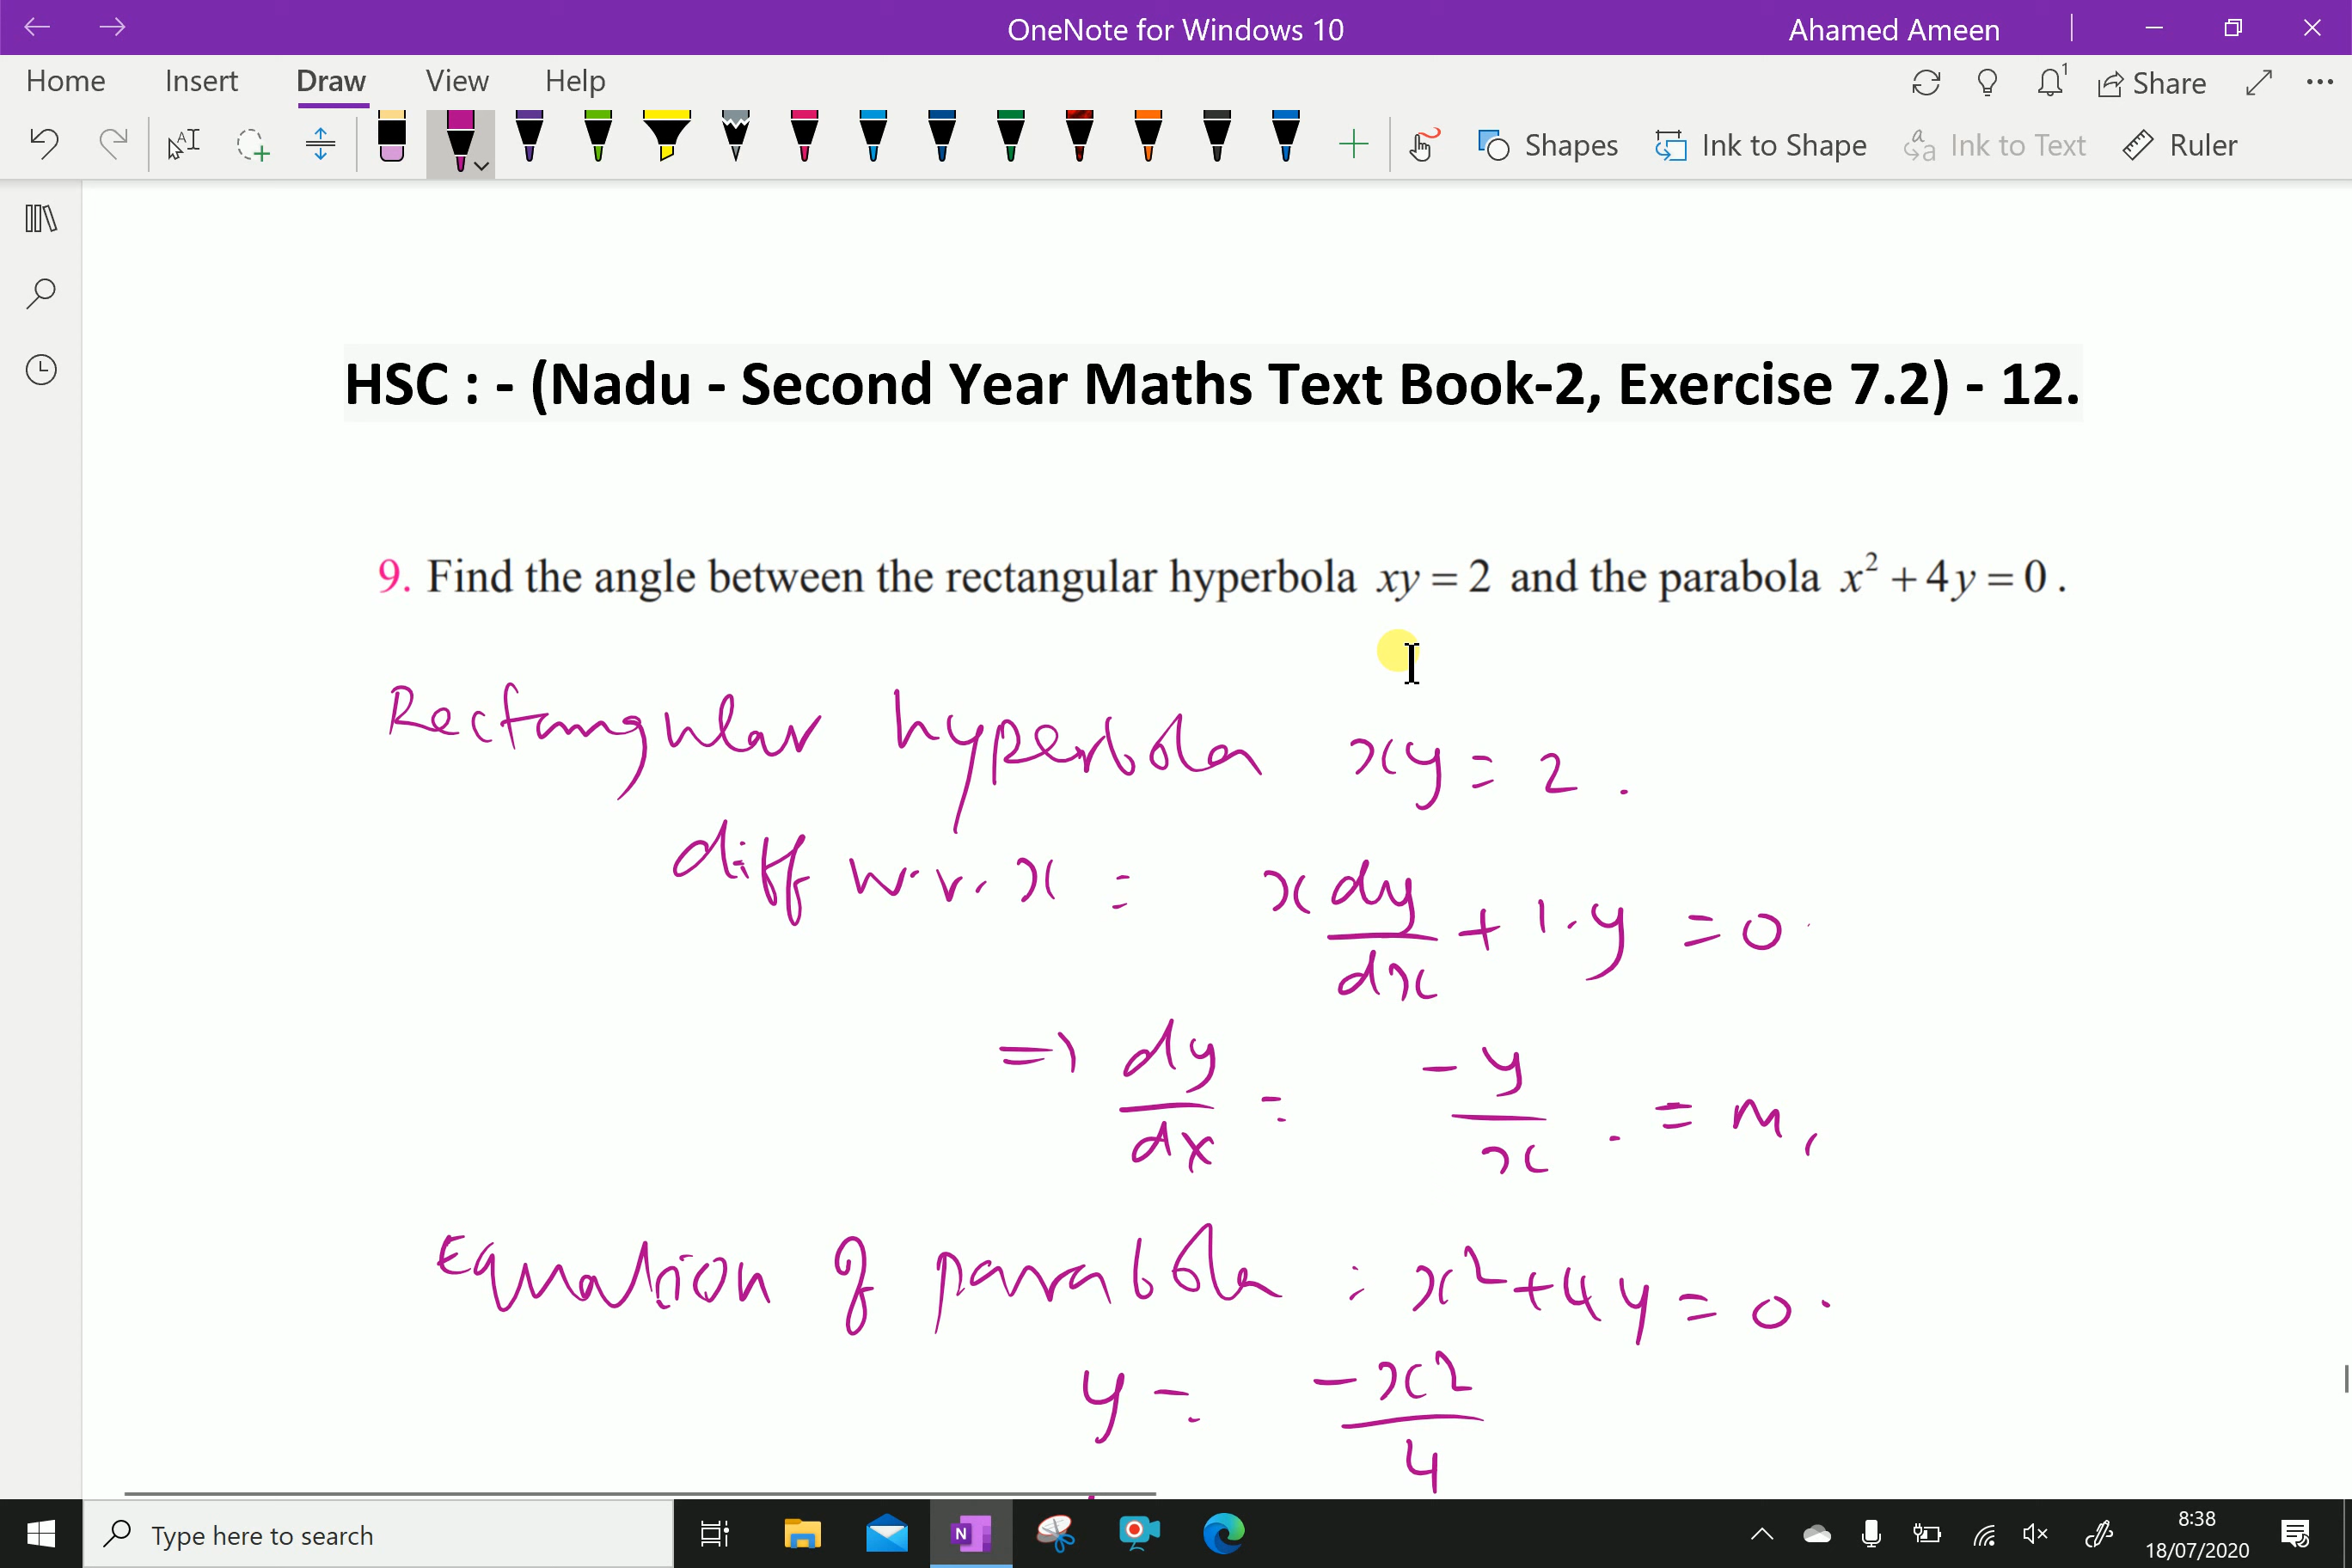 OneNote for Windows 10
Ahamed Ameen
Home Insert Draw View Help
Share
Shapes Ink to Shape Ink to Text Ruler
HSC : - (Nadu - Second Year Maths Text Book-2, Exercise 7.2) - 12.
9. Find the angle between the rectangular hyperbola xy = 2 and the parabola x² + 4y = 0 .
Rectangular hyperbola xy = 2 .
diff w.r. x : x dy/dx + 1.y = 0
=> dy/dx = -y/x . = m₁
Equation of parabola : x² + 4y = 0.
y = -x²/4
Type here to search
8:38
18/07/2020